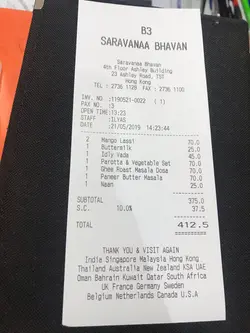 B3
SARAVANAA BHAVAN
Saravanaa Bhavan
4th Floor Ashley Building
23 Ashley Road, TST
Hong Kong
TEL : 2736 1129 FAX : 2736 1100
INV. NO. :1190521-0022 ( 1)
PAX NO. :3
OPEN TIME:13:23
STAFF :ILYAS
DATE :21/05/2019 14:23:44
2 Mango Lassi 70.0
1 Buttermilk 25.0
1 Idly Vada 45.0
1 Parotta & Vegetable Set 70.0
1 Ghee Roast Masala Dosa 70.0
1 Paneer Butter Masala 70.0
1 Naan 25.0
SUBTOTAL 375.0
S.C. 10.0% 37.5
TOTAL 412.5
THANK YOU & VISIT AGAIN
India Singapore Malaysia Hong Kong
Thailand Australia New Zealand KSA UAE
Oman Bahrain Kuwait Qatar South Africa
UK France Germany Sweden
Belgium Netherlands Canada U.S.A